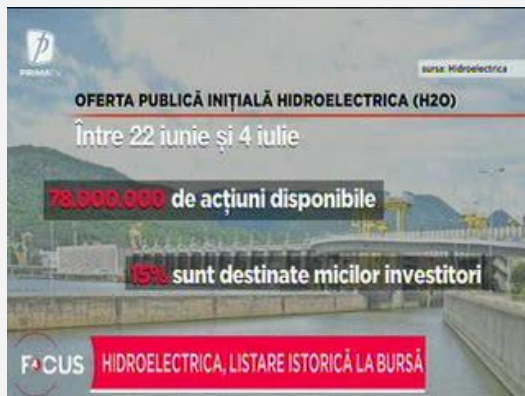 PRIMA TV
sursa: Hidroelectrica
OFERTA PUBLICĂ INIȚIALĂ HIDROELECTRICA (H2O)
Între 22 iunie și 4 iulie
78.000.000 de acțiuni disponibile
15% sunt destinate micilor investitori
FOCUS
HIDROELECTRICA, LISTARE ISTORICĂ LA BURSĂ